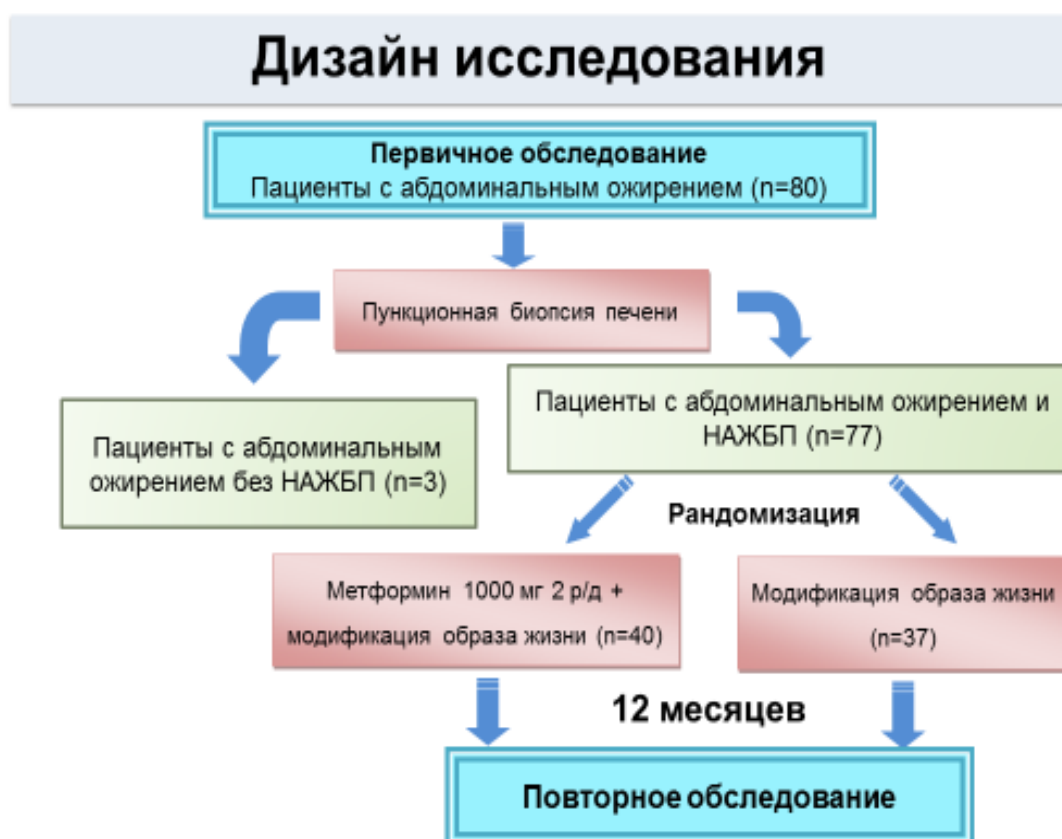 Дизайн исследования
Первичное обследование
Пациенты с абдоминальным ожирением (n=80)
Пункционная биопсия печени
Пациенты с абдоминальным
ожирением без НАЖБП (n=3)
Пациенты с абдоминальным ожирением и
НАЖБП (n=77)
Рандомизация
Метформин 1000 мг 2 р/д +
модификация образа жизни (n=40)
Модификация образа жизни
(n=37)
12 месяцев
Повторное обследование